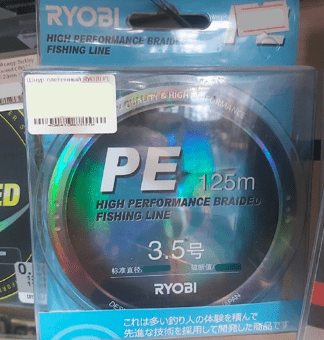 RYOBI
HIGH PERFORMANCE BRAIDED
FISHING LINE
PE 125m
HIGH PERFORMANCE BRAIDED
FISHING LINE
3.5号
标准直径:
RYOBI
これは多い釣り人の体験を積んで
先進な技術を採用して開発した商品です